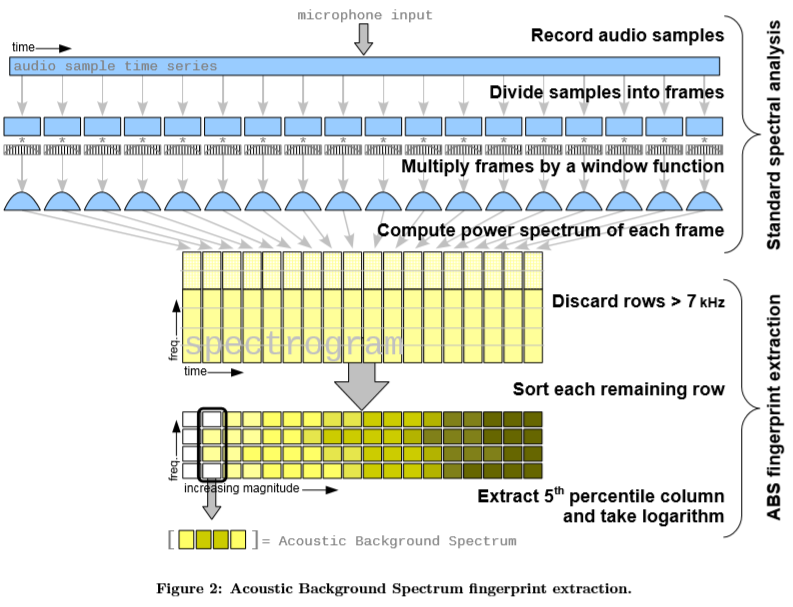 microphone input
Record audio samples
time
audio sample time series
Divide samples into frames
* * * * * * * * * * * * * * * * * *
Multiply frames by a window function
Compute power spectrum of each frame
Standard spectral analysis
Discard rows > 7 kHz
freq.
spectrogram
time
Sort each remaining row
freq.
increasing magnitude
Extract 5th percentile column
and take logarithm
ABS fingerprint extraction
[ ] = Acoustic Background Spectrum
Figure 2: Acoustic Background Spectrum fingerprint extraction.